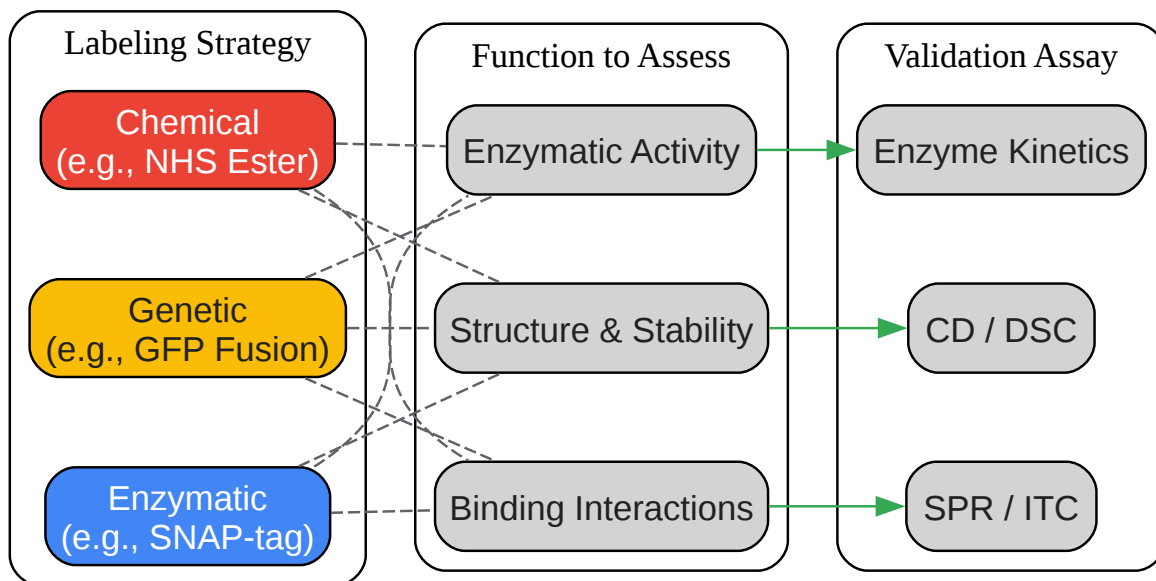 Labeling Strategy
Chemical
(e.g., NHS Ester)
Genetic
(e.g., GFP Fusion)
Enzymatic
(e.g., SNAP-tag)
Function to Assess
Enzymatic Activity
Structure & Stability
Binding Interactions
Validation Assay
Enzyme Kinetics
CD / DSC
SPR / ITC